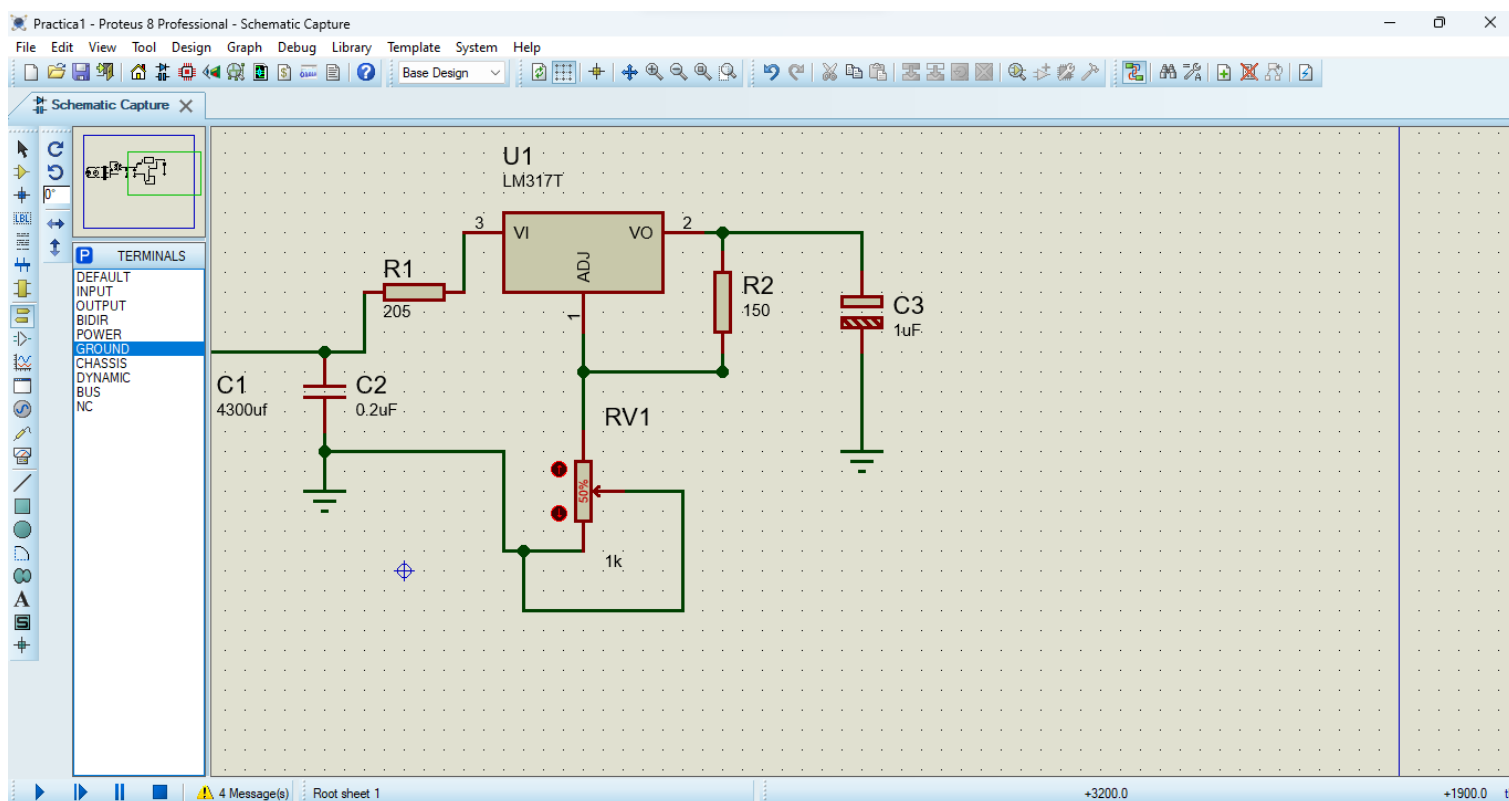 Practica1 - Proteus 8 Professional - Schematic Capture
File Edit View Tool Design Graph Debug Library Template System Help
Base Design
Schematic Capture
0°
LBL
P TERMINALS
DEFAULT
INPUT
OUTPUT
BIDIR
POWER
GROUND
CHASSIS
DYNAMIC
BUS
NC
A
S
U1
LM317T
3
VI
VO
2
ADJ
1
R1
205
R2
150
C3
1uF
C1
4300uf
C2
0.2uF
RV1
50%
1k
4 Message(s)
Root sheet 1
+3200.0
+1900.0